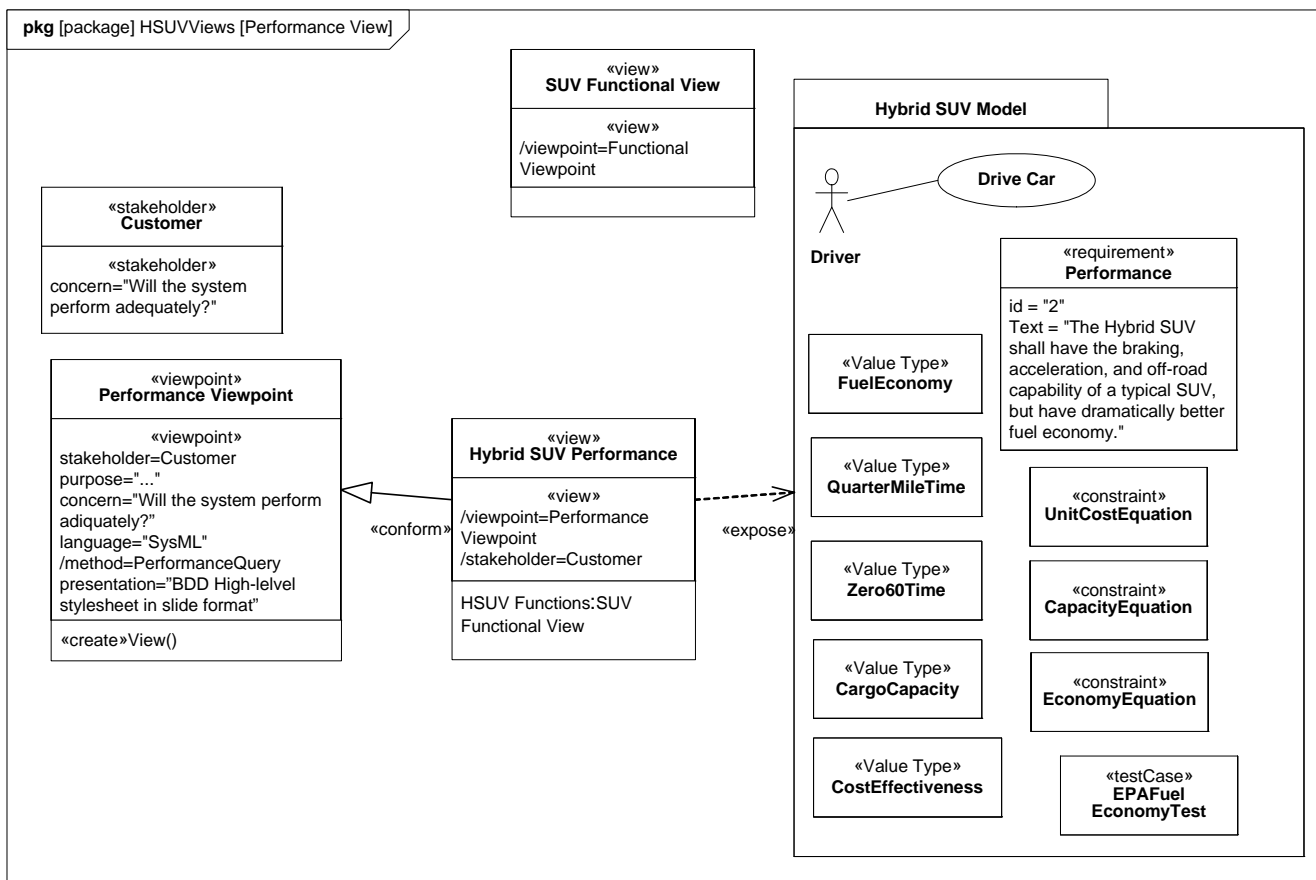 pkg [package] HSUVViews [Performance View]
«view»
SUV Functional View
«view»
/viewpoint=Functional
Viewpoint
«stakeholder»
Customer
«stakeholder»
concern="Will the system
perform adequately?"
«viewpoint»
Performance Viewpoint
«viewpoint»
stakeholder=Customer
purpose="..."
concern="Will the system perform
adiquately?”
language="SysML"
/method=PerformanceQuery
presentation=”BDD High-lelvel
stylesheet in slide format”
«create»View()
«conform»
«view»
Hybrid SUV Performance
«view»
/viewpoint=Performance
Viewpoint
/stakeholder=Customer
HSUV Functions:SUV
Functional View
«expose»
Hybrid SUV Model
Drive Car
Driver
«requirement»
Performance
id = "2"
Text = "The Hybrid SUV
shall have the braking,
acceleration, and off-road
capability of a typical SUV,
but have dramatically better
fuel economy."
«Value Type»
FuelEconomy
«Value Type»
QuarterMileTime
«Value Type»
Zero60Time
«Value Type»
CargoCapacity
«Value Type»
CostEffectiveness
«constraint»
UnitCostEquation
«constraint»
CapacityEquation
«constraint»
EconomyEquation
«testCase»
EPAFuel
EconomyTest